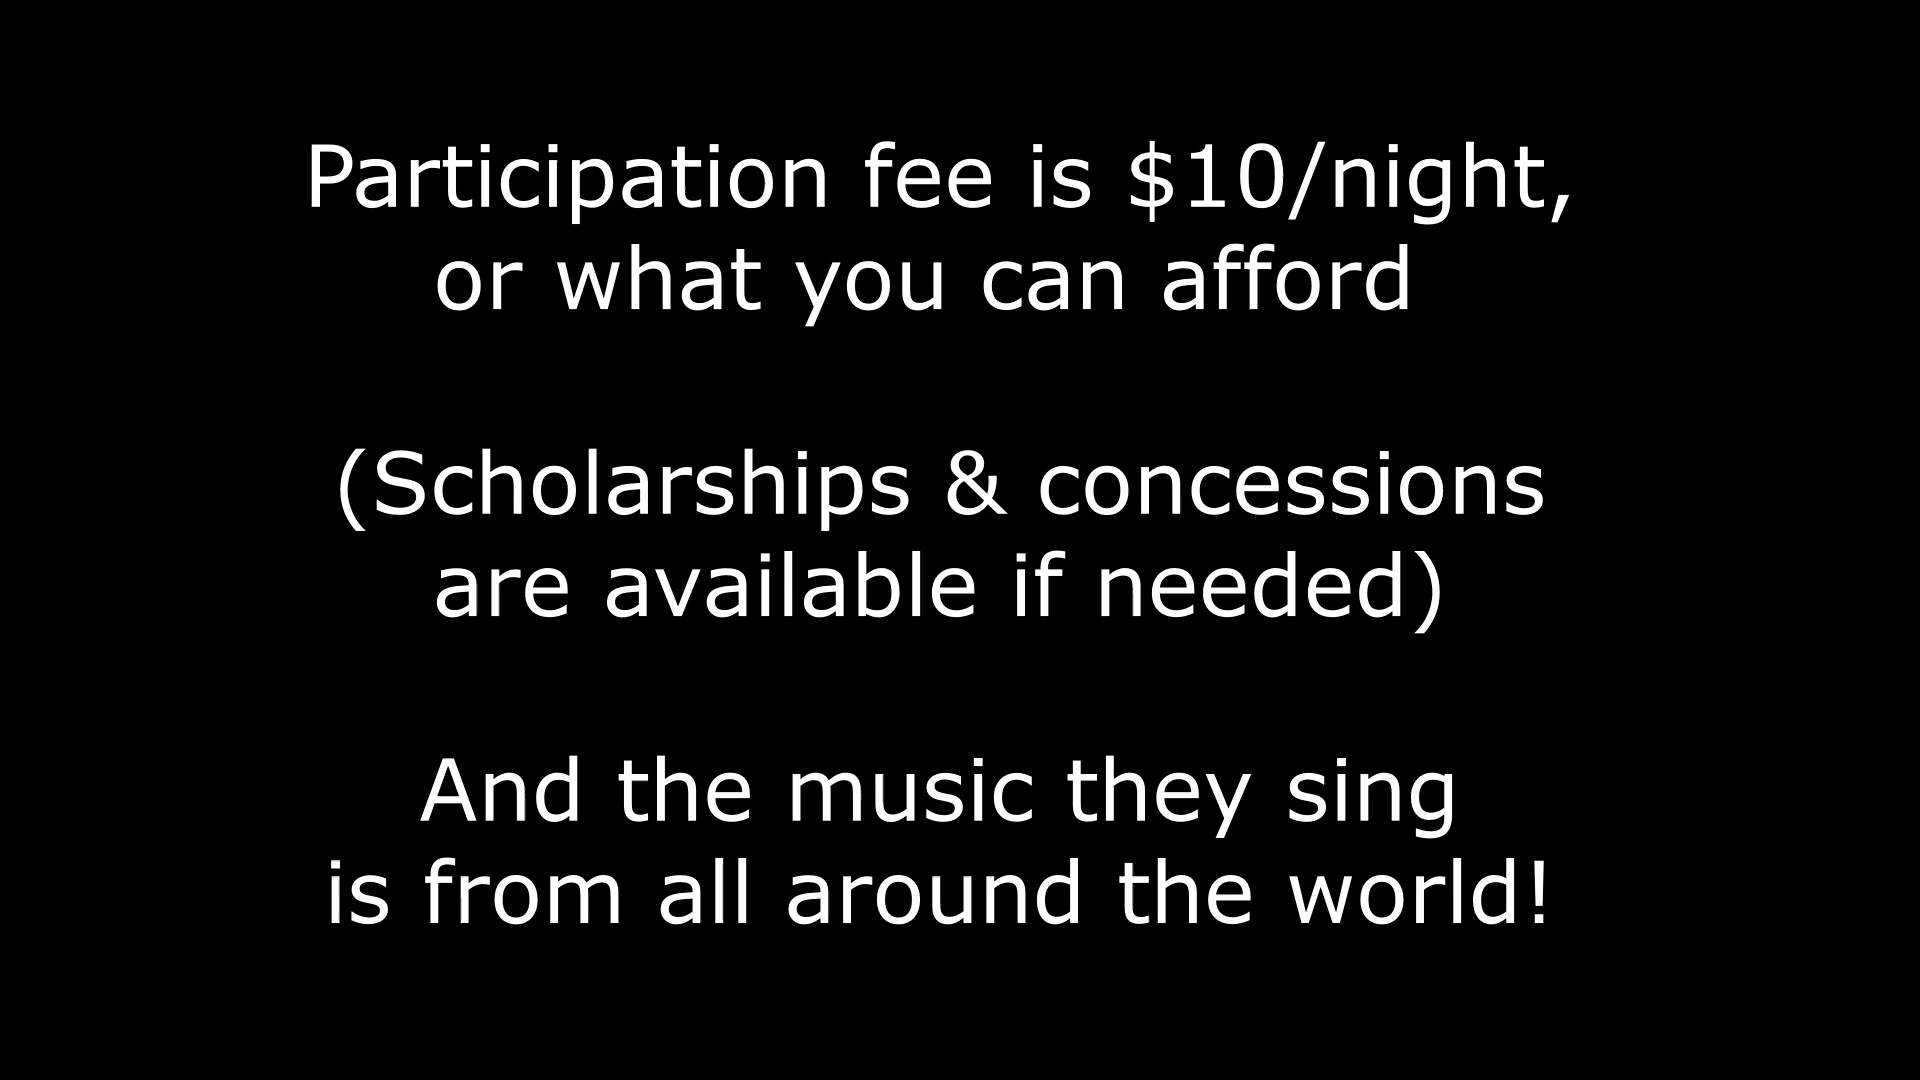 Participation fee is $10/night,
or what you can afford
(Scholarships & concessions
are available if needed)
And the music they sing
is from all around the world!